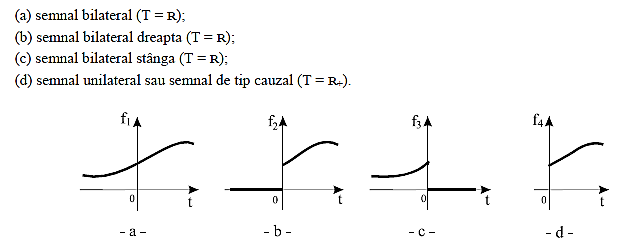 (a) semnal bilateral (T = R);
(b) semnal bilateral dreapta (T = R);
(c) semnal bilateral stânga (T = R);
(d) semnal unilateral sau semnal de tip cauzal (T = R₊).
f₁ f₂ f₃ f₄
0 t 0 t 0 t 0 t
- a - - b - - c - - d -